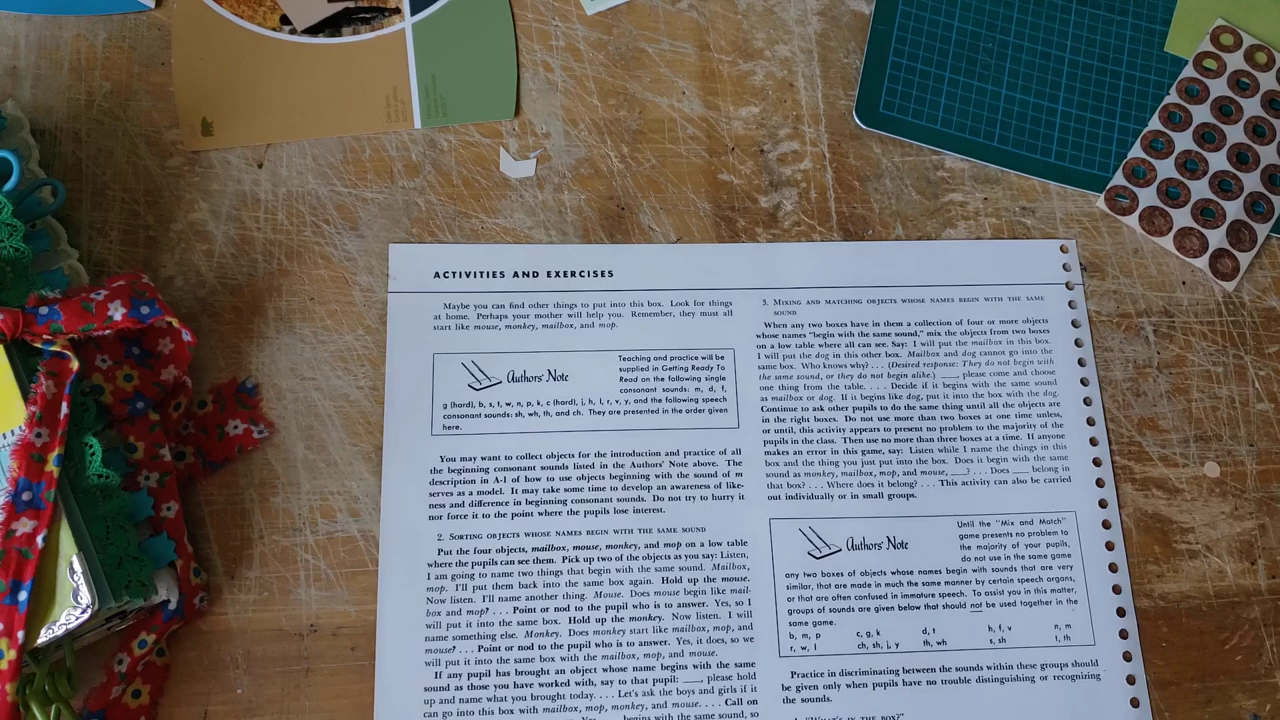 ACTIVITIES AND EXERCISES
Maybe you can find other things to put into this box. Look for things
at home. Perhaps your mother will help you. Remember, they must all
start like mouse, monkey, mailbox, and mop.
Authors' Note
Teaching and practice will be
supplied in Getting Ready To
Read on the following single
consonant sounds: m, d, f,
g (hard), b, s, t, w, n, p, k, c (hard), j, h, l, r, v, y, and the following speech
consonant sounds: sh, wh, th, and ch. They are presented in the order given
here.
You may want to collect objects for the introduction and practice of all
the beginning consonant sounds listed in the Authors' Note above. The
description in A-1 of how to use objects beginning with the sound of m
serves as a model. It may take some time to develop an awareness of like-
ness and difference in beginning consonant sounds. Do not try to hurry it
nor force it to the point where the pupils lose interest.
2. SORTING OBJECTS WHOSE NAMES BEGIN WITH THE SAME SOUND
Put the four objects, mailbox, mouse, monkey, and mop on a low table
where the pupils can see them. Pick up two of the objects as you say: Listen,
I am going to name two things that begin with the same sound. Mailbox,
mop. I'll put them back into the same box again. Hold up the mouse.
Now listen. I'll name another thing. Mouse. Does mouse begin like mail-
box and mop? . . . Point or nod to the pupil who is to answer. Yes, so I
will put it into the same box. Hold up the monkey. Now listen. I will
name something else. Monkey. Does monkey start like mailbox, mop, and
mouse? . . . Point or nod to the pupil who is to answer. Yes, it does, so we
will put it into the same box with the mailbox, mop, and mouse.
If any pupil has brought an object whose name begins with the same
sound as those you have worked with, say to that pupil: ___, please hold
up and name what you brought today. . . . Let's ask the boys and girls if it
can go into this box with mailbox, mop, monkey, and mouse. . . . Call on
begins with the same sound, so
3. MIXING AND MATCHING OBJECTS WHOSE NAMES BEGIN WITH THE SAME
SOUND
When any two boxes have in them a collection of four or more objects
whose names "begin with the same sound," mix the objects from two boxes
on a low table where all can see. Say: I will put the mailbox in this box.
I will put the dog in this other box. Mailbox and dog cannot go into the
same box. Who knows why? . . . (Desired response: They do not begin with
the same sound, or they do not begin alike.) ___, please come and choose
one thing from the table. . . . Decide if it begins with the same sound
as mailbox or dog. If it begins like dog, put it into the box with the dog.
Continue to ask other pupils to do the same thing until all the objects are
in the right boxes. Do not use more than two boxes at one time unless,
or until, this activity appears to present no problem to the majority of the
pupils in the class. Then use no more than three boxes at a time. If anyone
makes an error in this game, say: Listen while I name the things in this
box and the thing you just put into the box. Does it begin with the same
sound as monkey, mailbox, mop, and mouse, ___? . . . Does ___ belong in
that box? . . . Where does it belong? . . . This activity can also be carried
out individually or in small groups.
Authors' Note
Until the "Mix and Match"
game presents no problem to
the majority of your pupils,
do not use in the same game
any two boxes of objects whose names begin with sounds that are very
similar, that are made in much the same manner by certain speech organs,
or that are often confused in immature speech. To assist you in this matter,
groups of sounds are given below that should not be used together in the
same game.
b, m, p c, g, k d, t h, f, v n, m
r, w, l ch, sh, j, y th, wh s, sh t, th
Practice in discriminating between the sounds within these groups should
be given only when pupils have no trouble distinguishing or recognizing
the sounds.
"WHAT'S IN THE BOX?"